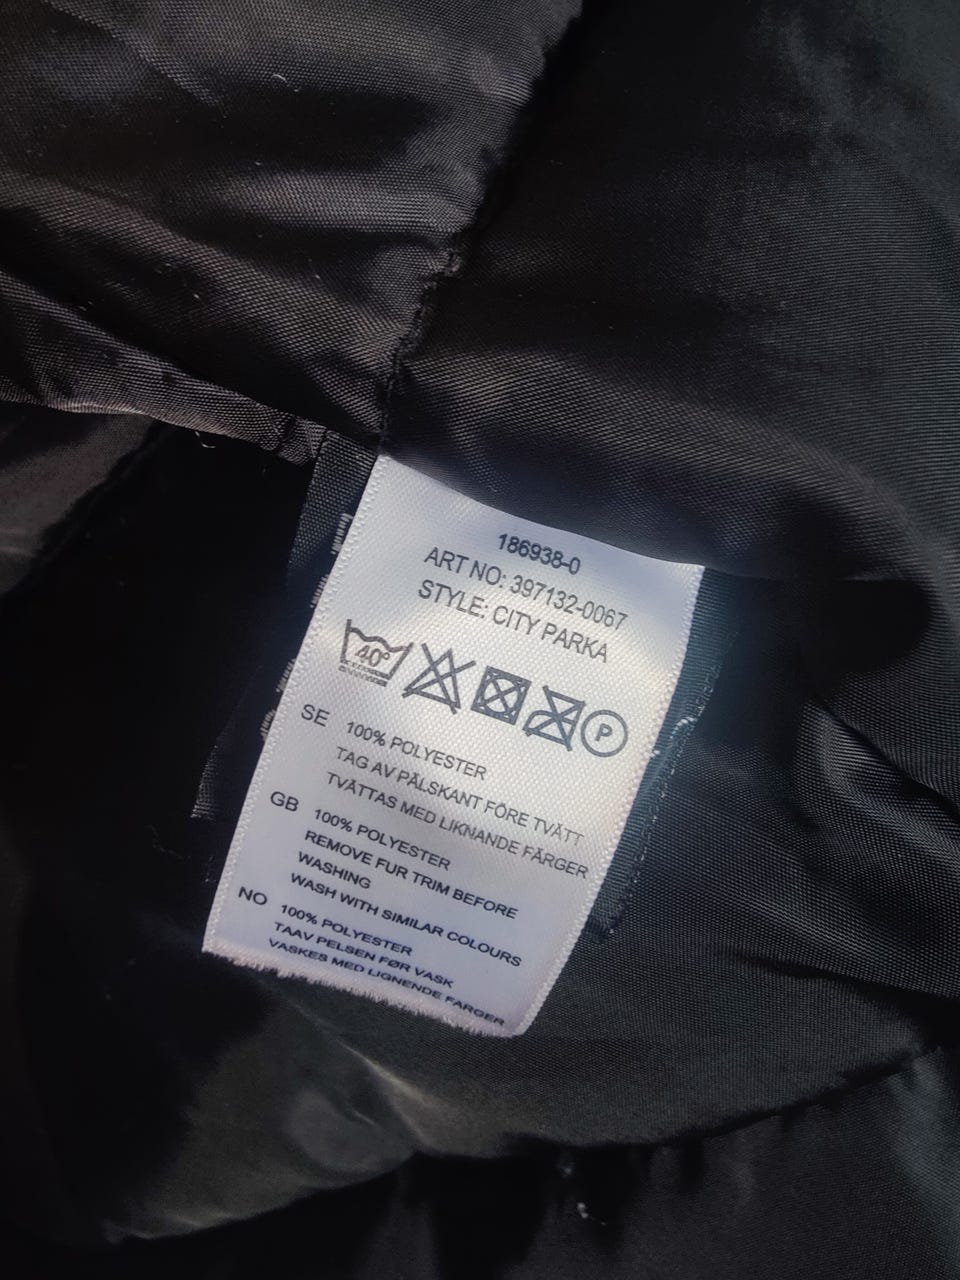 186938-0
ART NO: 397132-0067
STYLE: CITY PARKA
40°
P
SE 100% POLYESTER
TAG AV PÄLSKANT FÖRE TVÄTT
TVÄTTAS MED LIKNANDE FÄRGER
GB 100% POLYESTER
REMOVE FUR TRIM BEFORE
WASHING
WASH WITH SIMILAR COLOURS
NO 100% POLYESTER
TAAV PELSEN FØR VASK
VASKES MED LIGNENDE FARGER